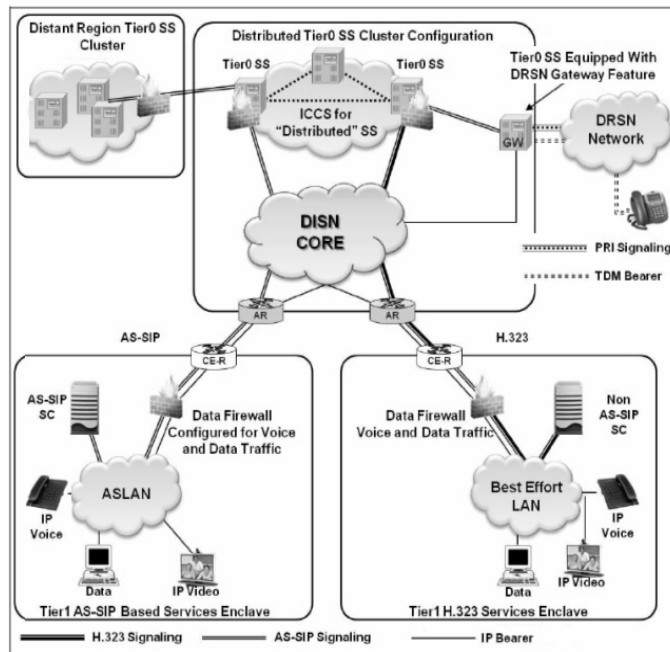 Distant Region Tier0 SS
Cluster
Distributed Tier0 SS Cluster Configuration
Tier0 SS
Tier0 SS
ICCS for
“Distributed” SS
Tier0 SS Equipped With
DRSN Gateway Feature
GW
DRSN
Network
DISN
CORE
PRI Signaling
TDM Bearer
AR
AR
AS-SIP
H.323
CE-R
CE-R
AS-SIP
SC
Data Firewall
Configured for Voice
and Data Traffic
ASLAN
IP
Voice
Data
IP Video
Tier1 AS-SIP Based Services Enclave
Data Firewall
Voice and Data Traffic
Non
AS-SIP
SC
Best Effort
LAN
IP
Voice
Data
IP Video
Tier1 H.323 Services Enclave
H.323 Signaling
AS-SIP Signaling
IP Bearer